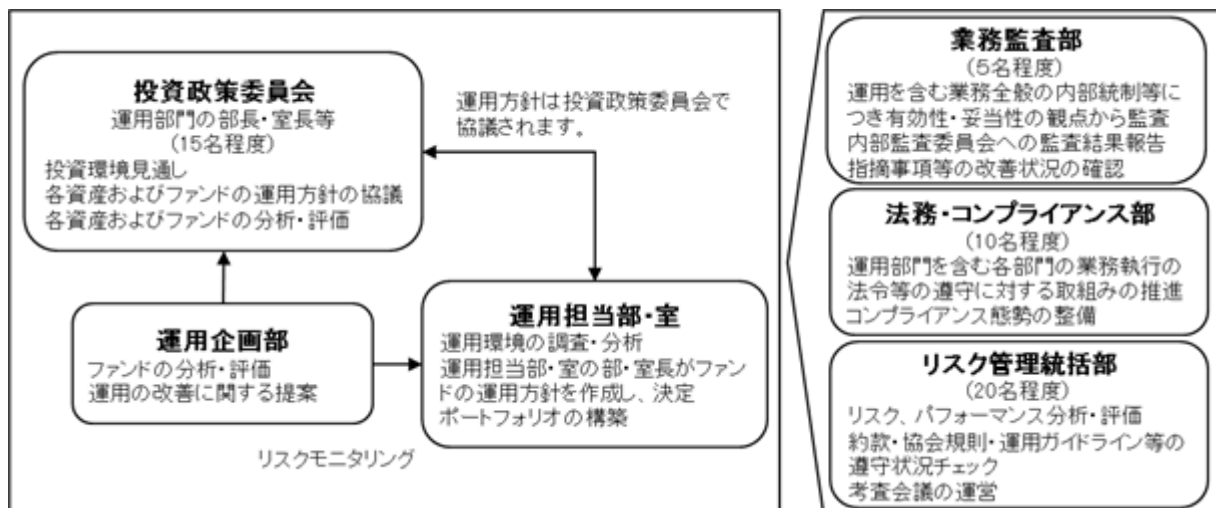 投資政策委員会
運用部門の部長・室長等
(15名程度)
投資環境見通し
各資産およびファンドの運用方針の協議
各資産およびファンドの分析・評価
運用方針は投資政策委員会で
協議されます。
運用企画部
ファンドの分析・評価
運用の改善に関する提案
運用担当部・室
運用環境の調査・分析
運用担当部・室の部・室長がファン
ドの運用方針を作成し、決定
ポートフォリオの構築
リスクモニタリング
業務監査部
(5名程度)
運用を含む業務全般の内部統制等に
つき有効性・妥当性の観点から監査
内部監査委員会への監査結果報告
指摘事項等の改善状況の確認
法務・コンプライアンス部
(10名程度)
運用部門を含む各部門の業務執行の
法令等の遵守に対する取組みの推進
コンプライアンス態勢の整備
リスク管理統括部
(20名程度)
リスク、パフォーマンス分析・評価
約款・協会規則・運用ガイドライン等の
遵守状況チェック
考査会議の運営